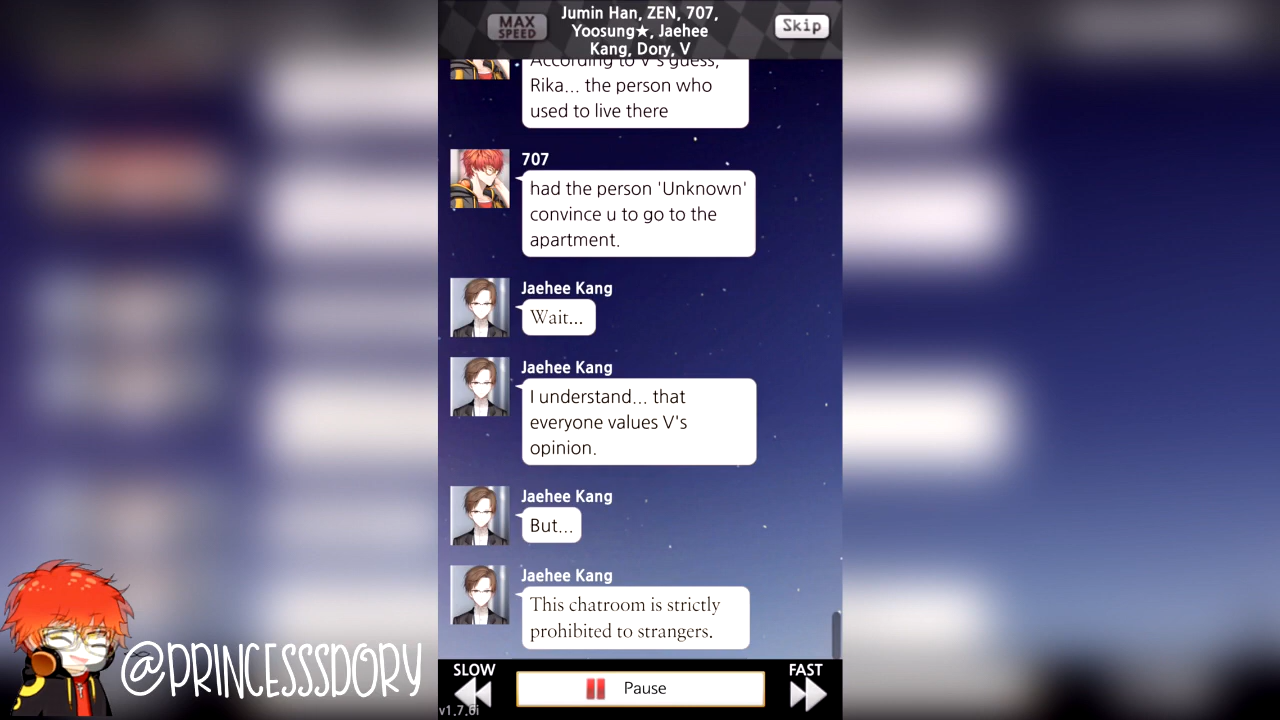 MAX
SPEED
Jumin Han, ZEN, 707,
Yoosung★, Jaehee
Kang, Dory, V
Skip
According to V's guess,
Rika... the person who
used to live there
707
had the person 'Unknown'
convince u to go to the
apartment.
Jaehee Kang
Wait...
Jaehee Kang
I understand... that
everyone values V's
opinion.
Jaehee Kang
But...
Jaehee Kang
This chatroom is strictly
prohibited to strangers.
@PRINCESSSDORY
SLOW
Pause
FAST
v1.7.6i